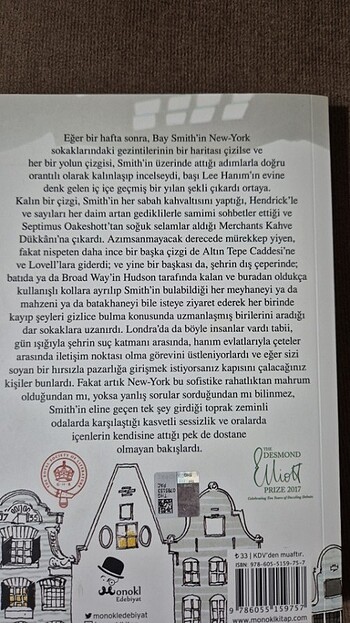 Eğer bir hafta sonra, Bay Smith'in New-York
sokaklarındaki gezintilerinin bir haritası çizilse ve
her bir yolun çizgisi, Smith'in üzerinde attığı adımlarla doğru
orantılı olarak kalınlaşıp incelseydi, başı Lee Hanım'ın evine
denk gelen iç içe geçmiş bir yılan şekli çıkardı ortaya.
Kalın bir çizgi, Smith'in her sabah kahvaltısını yaptığı, Hendrick'le
ve sayıları her daim artan gediklilerle samimi sohbetler ettiği ve
Septimus Oakeshott'tan soğuk selamlar aldığı Merchants Kahve
Dükkânı'na çıkardı. Azımsanmayacak derecede mürekkep yiyen,
fakat nispeten daha ince bir başka çizgi de Altın Tepe Caddesi'ne
ve Lovell'lara giderdi; ve yine bir başkası da, şehrin dış çeperinde;
batıda ya da Broad Way'in Hudson tarafında kalan ve buradan oldukça
kullanışlı kollara ayrılıp Smith'in bulabildiği her meyhaneyi ya da
mahzeni ya da batakhaneyi bile isteye ziyaret ederek her birinde
kayıp şeyleri gizlice bulma konusunda uzmanlaşmış birilerini aradığı
dar sokaklara uzanırdı. Londra'da da böyle insanlar vardı tabii,
gün ışığıyla şehrin suç katmanı arasında, hanım evlatlarıyla çeteler
arasında iletişim noktası olma görevini üstleniyorlardı ve eğer sizi
soyan bir hırsızla pazarlığa girişmek istiyorsanız kapısını çalacağınız
kişiler bunlardı. Fakat artık New-York bu sofistike rahatlıktan mahrum
olduğundan mı, yoksa yanlış sorular sorduğundan mı bilinmez,
Smith'in eline geçen tek şey girdiği toprak zeminli
odalarda karşılaştığı kasvetli sessizlik ve oralarda
içenlerin kendisine attığı pek de dostane
olmayan bakışlardı.
THE
DESMOND
Elliott
PRIZE 2017
Celebrating Ten Years of Dazzling Debuts
Monokl
Edebiyat
monokledebiyat
₺33 | KDV'den muaftır.
ISBN: 978-605-5159-75-7
9 786055 159757
www.monoklkitap.com